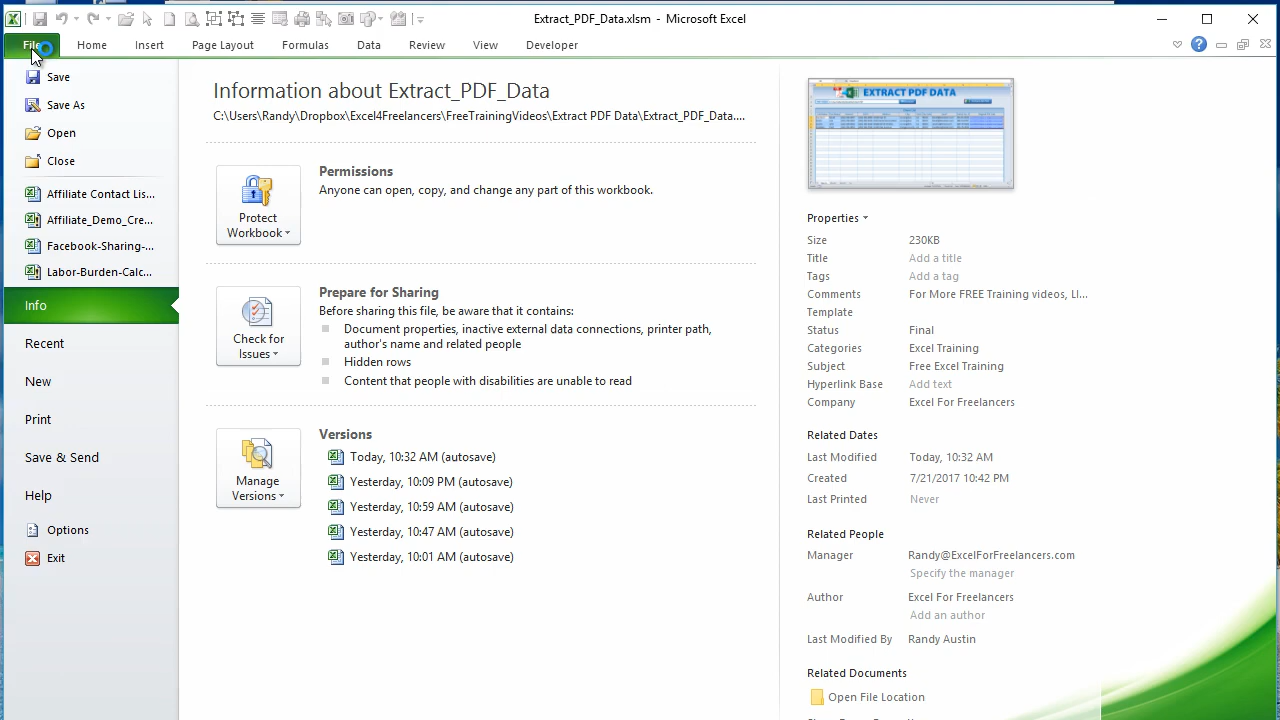 Extract_PDF_Data.xlsm - Microsoft Excel
File Home Insert Page Layout Formulas Data Review View Developer
Save
Save As
Open
Close
Affiliate Contact Lis...
Affiliate_Demo_Cre...
Facebook-Sharing-...
Labor-Burden-Calc...
Info
Recent
New
Print
Save & Send
Help
Options
Exit
Information about Extract_PDF_Data
C:\Users\Randy\Dropbox\Excel4Freelancers\FreeTrainingVideos\Extract PDF Data\Extract_PDF_Data....
Protect
Workbook
Permissions
Anyone can open, copy, and change any part of this workbook.
Check for
Issues
Prepare for Sharing
Before sharing this file, be aware that it contains:
Document properties, inactive external data connections, printer path,
author's name and related people
Hidden rows
Content that people with disabilities are unable to read
Manage
Versions
Versions
Today, 10:32 AM (autosave)
Yesterday, 10:09 PM (autosave)
Yesterday, 10:59 AM (autosave)
Yesterday, 10:47 AM (autosave)
Yesterday, 10:01 AM (autosave)
EXTRACT PDF DATA
Properties
Size 230KB
Title Add a title
Tags Add a tag
Comments For More FREE Training videos, LI...
Template
Status Final
Categories Excel Training
Subject Free Excel Training
Hyperlink Base Add text
Company Excel For Freelancers
Related Dates
Last Modified Today, 10:32 AM
Created 7/21/2017 10:42 PM
Last Printed Never
Related People
Manager Randy@ExcelForFreelancers.com
Specify the manager
Author Excel For Freelancers
Add an author
Last Modified By Randy Austin
Related Documents
Open File Location